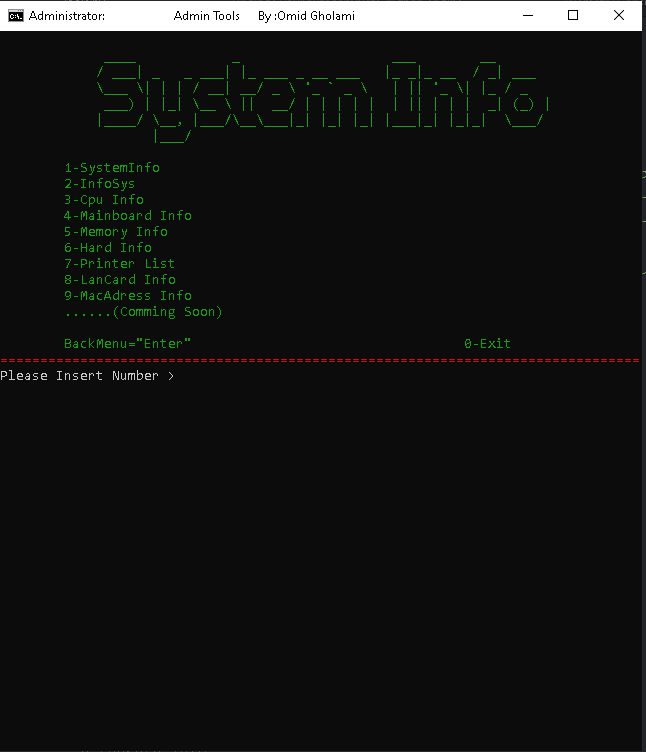 Administrator: Admin Tools By :Omid Gholami
System Info
1-SystemInfo
2-InfoSys
3-Cpu Info
4-Mainboard Info
5-Memory Info
6-Hard Info
7-Printer List
8-LanCard Info
9-MacAdress Info
......(Comming Soon)
BackMenu="Enter" 0-Exit
================================================================================
Please Insert Number >